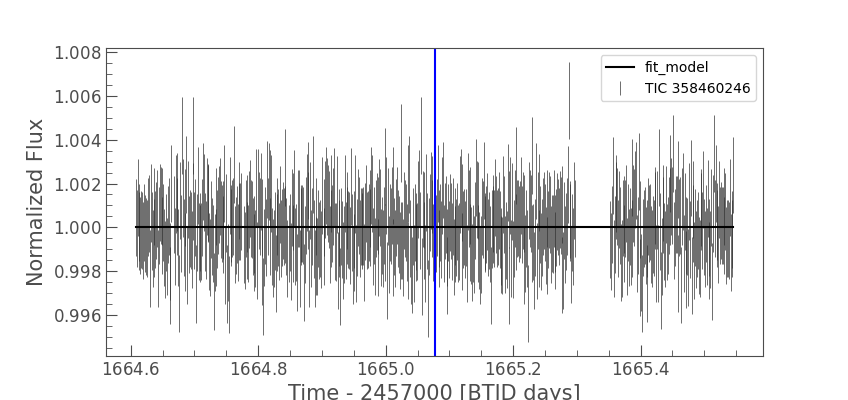 1.008
1.006
1.004
1.002
1.000
0.998
0.996
Normalized Flux
fit_model
TIC 358460246
1664.6 1664.8 1665.0 1665.2 1665.4
Time - 2457000 [BTJD days]